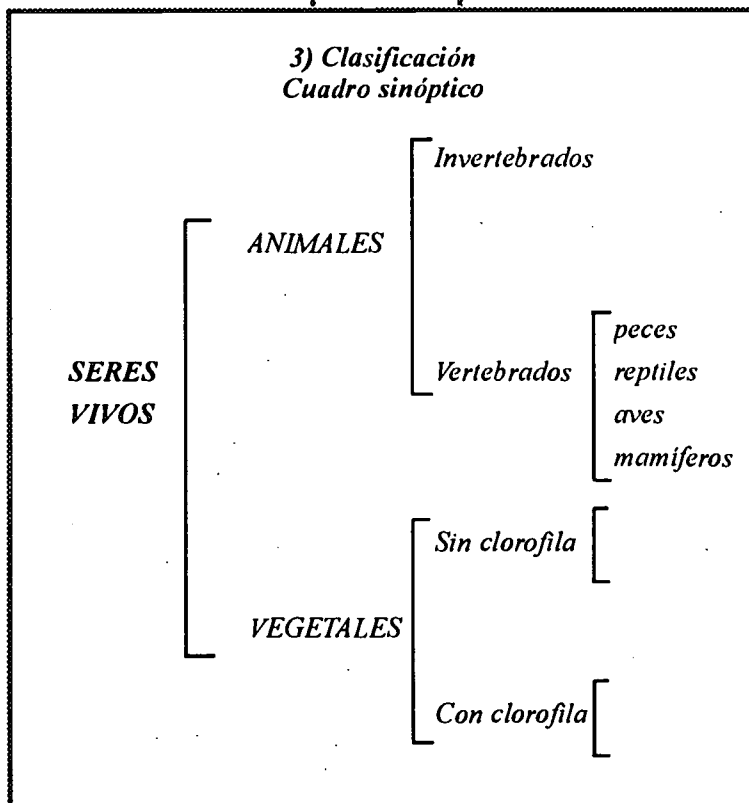 3) Clasificación
Cuadro sinóptico
SERES
VIVOS
ANIMALES
Invertebrados
Vertebrados
peces
reptiles
aves
mamíferos
VEGETALES
Sin clorofila
Con clorofila